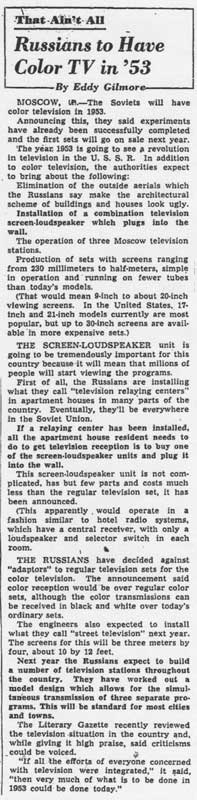 That Ain't All
Russians to Have
Color TV in '53
By Eddy Gilmore
MOSCOW, (P).—The Soviets will have
color television in 1953.
Announcing this, they said experiments
have already been successfully completed
and the first sets will go on sale next year.
The year 1953 is going to see a revolution
in television in the U. S. S. R. In addition
to color television, the authorities expect
to bring about the following:
Elimination of the outside aerials which
the Russians say make the architectural
scheme of buildings and houses look ugly.
Installation of a combination television
screen-loudspeaker which plugs into the
wall.
The operation of three Moscow television
stations.
Production of sets with screens ranging
from 230 millimeters to half-meters, simple
in operation and running on fewer tubes
than today's models.
(That would mean 9-inch to about 20-inch
viewing screens. In the United States, 17-
inch and 21-inch models currently are most
popular, but up to 30-inch screens are avail-
able in more expensive sets.)
THE SCREEN-LOUDSPEAKER unit is
going to be tremendously important for this
country because it will mean that millions of
people will start viewing the programs.
First of all, the Russians are installing
what they call "television relaying centers"
in apartment houses in many parts of the
country. Eventually, they'll be everywhere
in the Soviet Union.
If a relaying center has been installed,
all the apartment house resident needs to
do to get television reception is to buy one
of the screen-loudspeaker units and plug it
into the wall.
This screen-loudspeaker unit is not com-
plicated, has but few parts and costs much
less than the regular television set, it has
been announced.
(This apparently would operate in a
fashion similar to hotel radio systems,
which have a central receiver, with only a
loudspeaker and selector switch in each
room.
THE RUSSIANS have decided against
"adaptors" to regular television sets for the
color television. The announcement said
color reception would be over regular color
sets, although the color transmissions can
be received in black and white over today's
ordinary sets.
The engineers also expected to install
what they call "street television" next year.
The screens for this will be three meters by
four, about 10 by 12 feet.
Next year the Russians expect to build
a number of television stations throughout
the country. They have worked out a
model design which allows for the simul-
taneous transmission of three separate pro-
grams. This will be standard for most cities
and towns.
The Literary Gazette recently reviewed
the television situation in the country and,
while giving it high praise, said criticisms
could be voiced.
"If all the efforts of everyone concerned
with television were integrated," it said,
"then very much of what is to be done in
1953 could be done today."